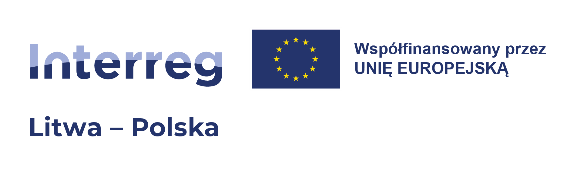 Interreg
Współfinansowany przez
UNIĘ EUROPEJSKĄ
Litwa – Polska